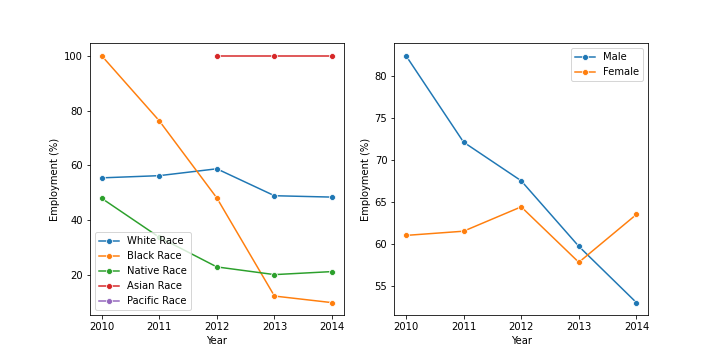 100
80
60
40
20
Employment (%)
White Race
Black Race
Native Race
Asian Race
Pacific Race
2010 2011 2012 2013 2014
Year
80
75
70
65
60
55
Employment (%)
Male
Female
2010 2011 2012 2013 2014
Year